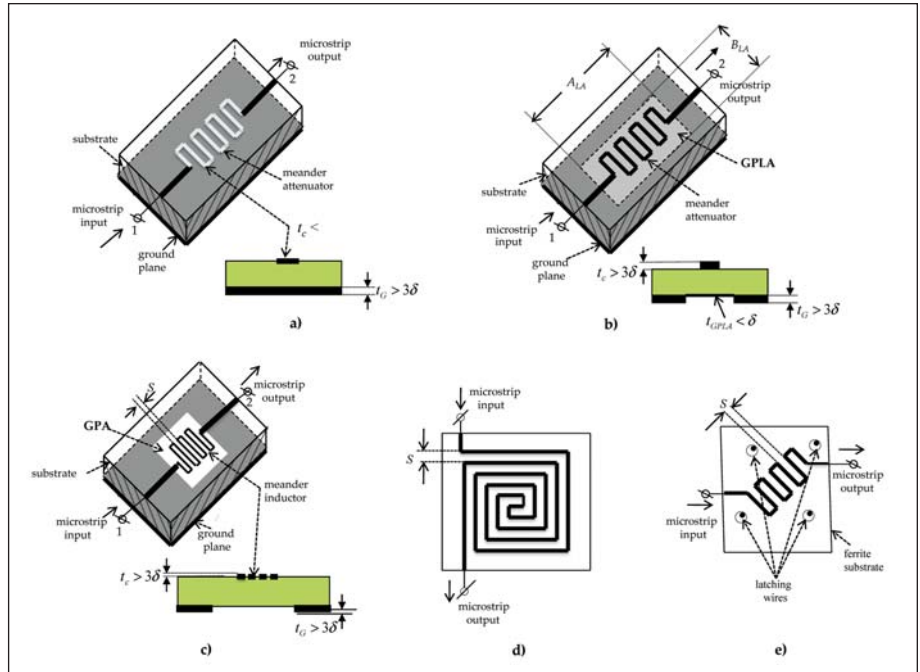 microstrip
output
2
substrate
meander
attenuator
microstrip
input
1
ground
plane
t_c <
t_G > 3δ
a)
A_LA
B_LA
2
microstrip
output
GPLA
substrate
meander
attenuator
microstrip
input
1
ground
plane
t_c > 3δ
t_GPLA < δ
t_G > 3δ
b)
S
microstrip
output
2
GPA
substrate
meander
inductor
microstrip
input
1
ground
plane
t_c > 3δ
t_G > 3δ
c)
microstrip
input
S
microstrip
output
d)
S
microstrip
output
microstrip
input
ferrite
substrate
latching
wires
e)